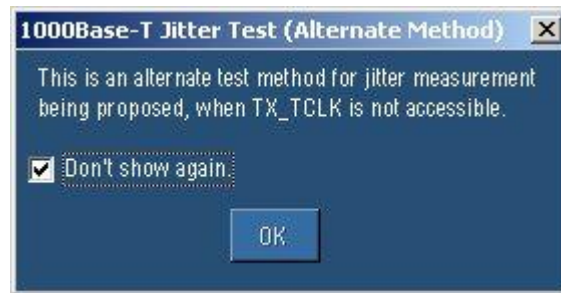 1000Base-T Jitter Test (Alternate Method)
This is an alternate test method for jitter measurement
being proposed, when TX_TCLK is not accessible.
Don't show again.
OK